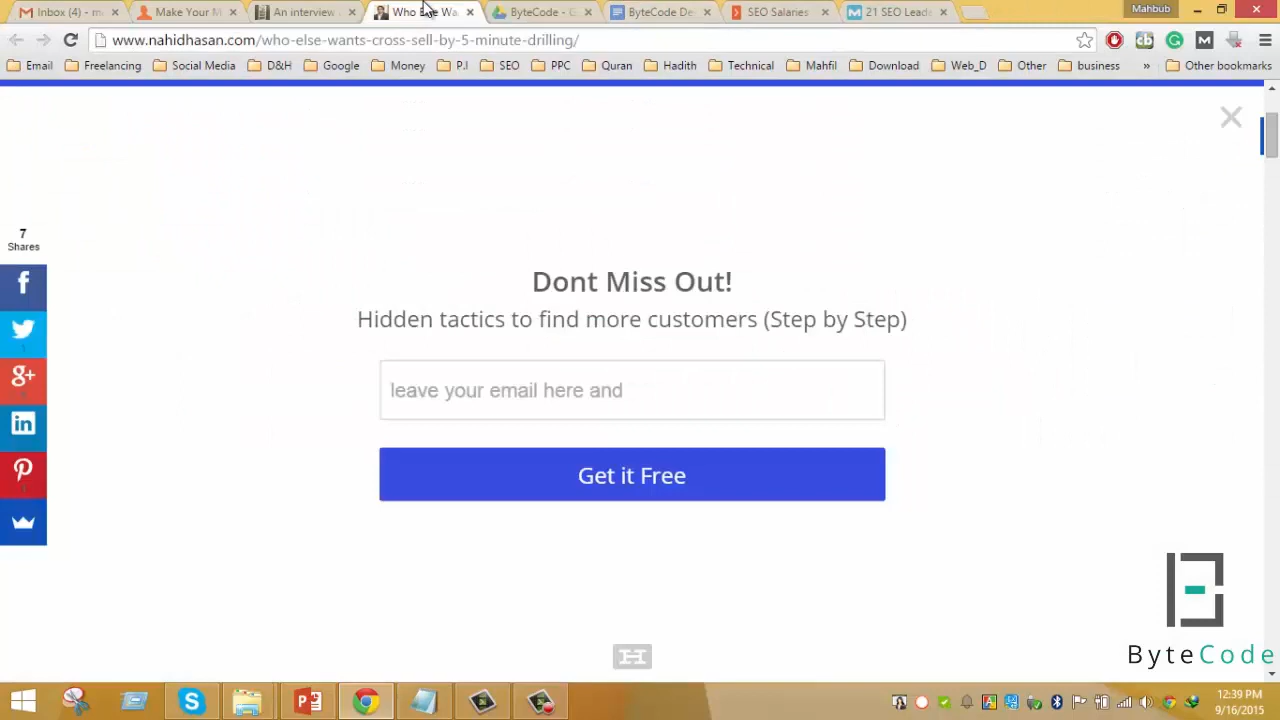 Inbox (4) - m
Make Your M
An interview
Who Else Wa
ByteCode - G
ByteCode De
SEO Salaries
21 SEO Lead
Mahbub
www.nahidhasan.com/who-else-wants-cross-sell-by-5-minute-drilling/
Email
Freelancing
Social Media
D&H
Google
Money
P.I
SEO
PPC
Quran
Hadith
Technical
Mahfil
Download
Web_D
Other
business
»
Other bookmarks
7
Shares
Dont Miss Out!
Hidden tactics to find more customers (Step by Step)
leave your email here and
Get it Free
ByteCode
12:39 PM
9/16/2015